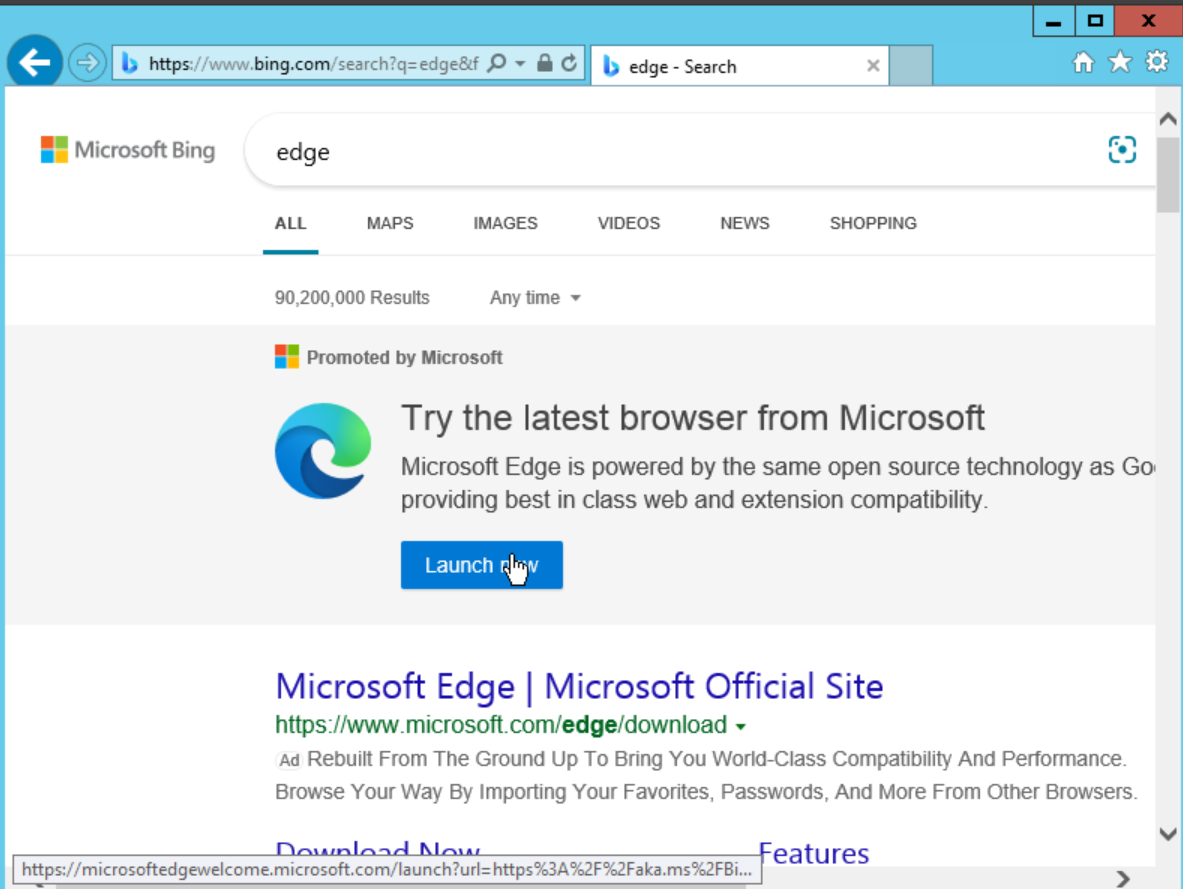 https://www.bing.com/search?q=edge&f
edge - Search
Microsoft Bing
edge
ALL MAPS IMAGES VIDEOS NEWS SHOPPING
90,200,000 Results Any time
Promoted by Microsoft
Try the latest browser from Microsoft
Microsoft Edge is powered by the same open source technology as Go
providing best in class web and extension compatibility.
Launch now
Microsoft Edge | Microsoft Official Site
https://www.microsoft.com/edge/download
Ad Rebuilt From The Ground Up To Bring You World-Class Compatibility And Performance.
Browse Your Way By Importing Your Favorites, Passwords, And More From Other Browsers.
Download Now Features
https://microsoftedgewelcome.microsoft.com/launch?url=https%3A%2F%2Faka.ms%2FBi...